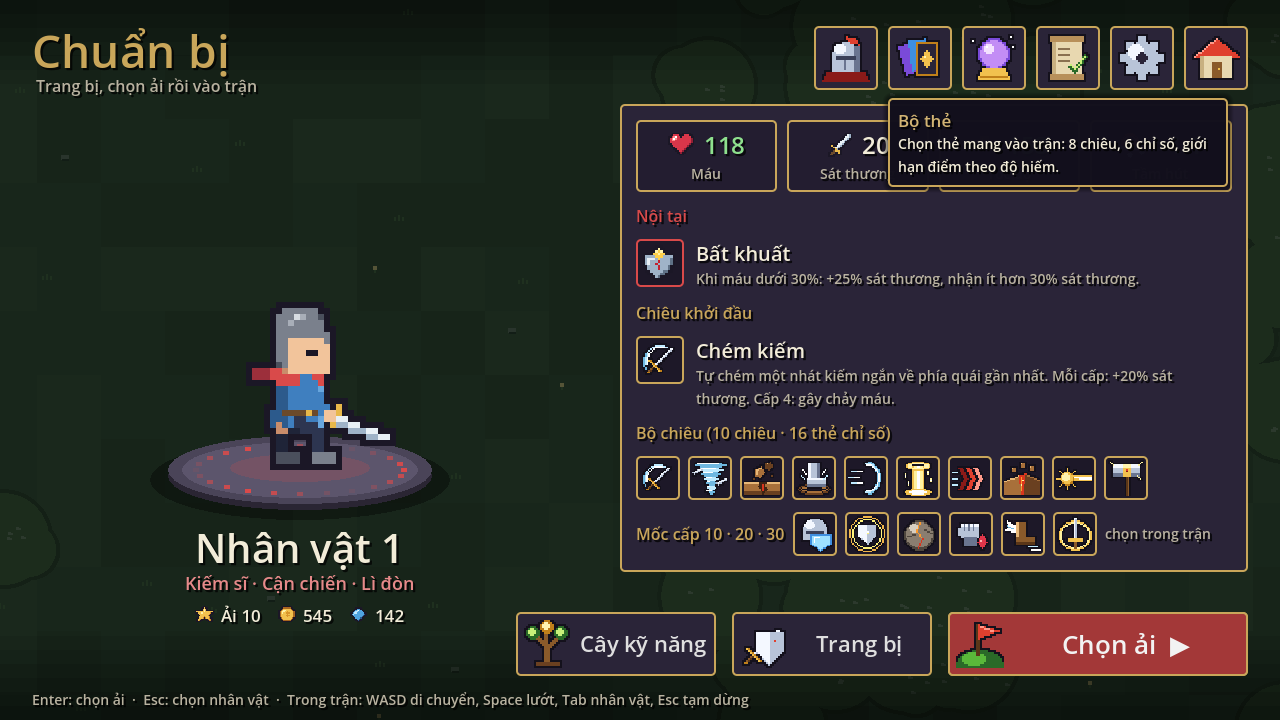 Chuẩn bị
Trang bị, chọn ải rồi vào trận
Bộ thẻ
Chọn thẻ mang vào trận: 8 chiêu, 6 chỉ số, giới
hạn điểm theo độ hiếm.
118
20
Máu
Sát thươn
Nội tại
Bất khuất
Khi máu dưới 30%: +25% sát thương, nhận ít hơn 30% sát thương.
Chiêu khởi đầu
Chém kiếm
Tự chém một nhát kiếm ngắn về phía quái gần nhất. Mỗi cấp: +20% sát
thương. Cấp 4: gây chảy máu.
Bộ chiêu (10 chiêu · 16 thẻ chỉ số)
Mốc cấp 10 · 20 · 30
chọn trong trận
Nhân vật 1
Kiếm sĩ · Cận chiến · Lì đòn
Ải 10 545 142
Cây kỹ năng
Trang bị
Chọn ải ▶
Enter: chọn ải · Esc: chọn nhân vật · Trong trận: WASD di chuyển, Space lướt, Tab nhân vật, Esc tạm dừng